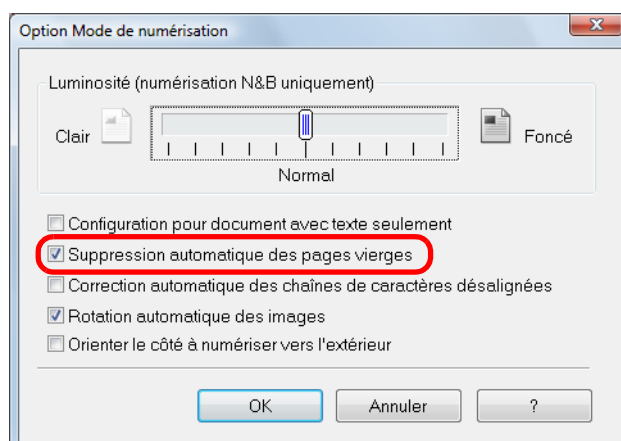 Option Mode de numérisation
Luminosité (numérisation N&B uniquement)
Clair
Foncé
Normal
Configuration pour document avec texte seulement
Suppression automatique des pages vierges
Correction automatique des chaînes de caractères désalignées
Rotation automatique des images
Orienter le côté à numériser vers l'extérieur
OK Annuler ?